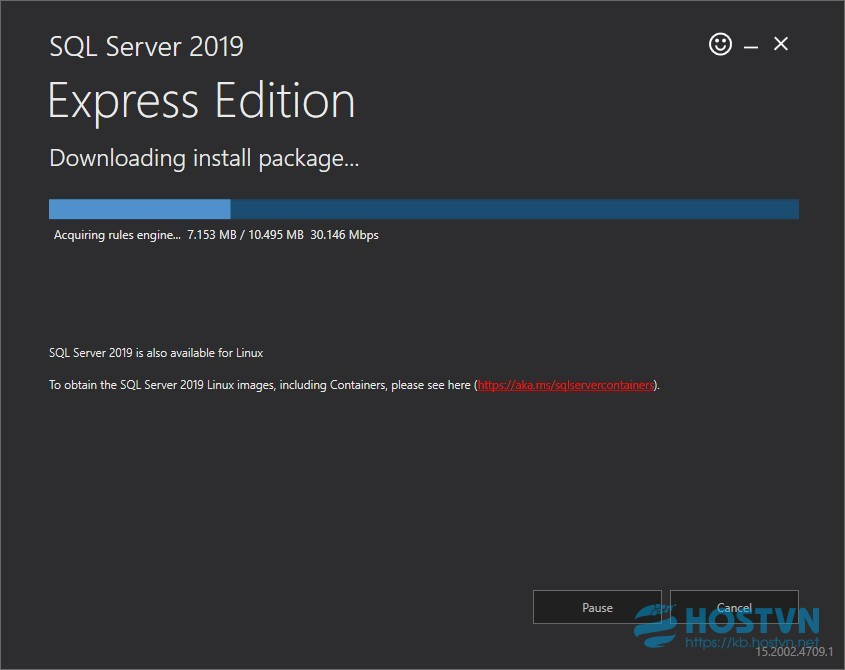 SQL Server 2019
Express Edition
Downloading install package...
Acquiring rules engine... 7.153 MB / 10.495 MB 30.146 Mbps
SQL Server 2019 is also available for Linux
To obtain the SQL Server 2019 Linux images, including Containers, please see here (https://aka.ms/sqlservercontainers).
Pause
Cancel
HOSTVN
https://kb.hostvn.net
15.2002.4709.1